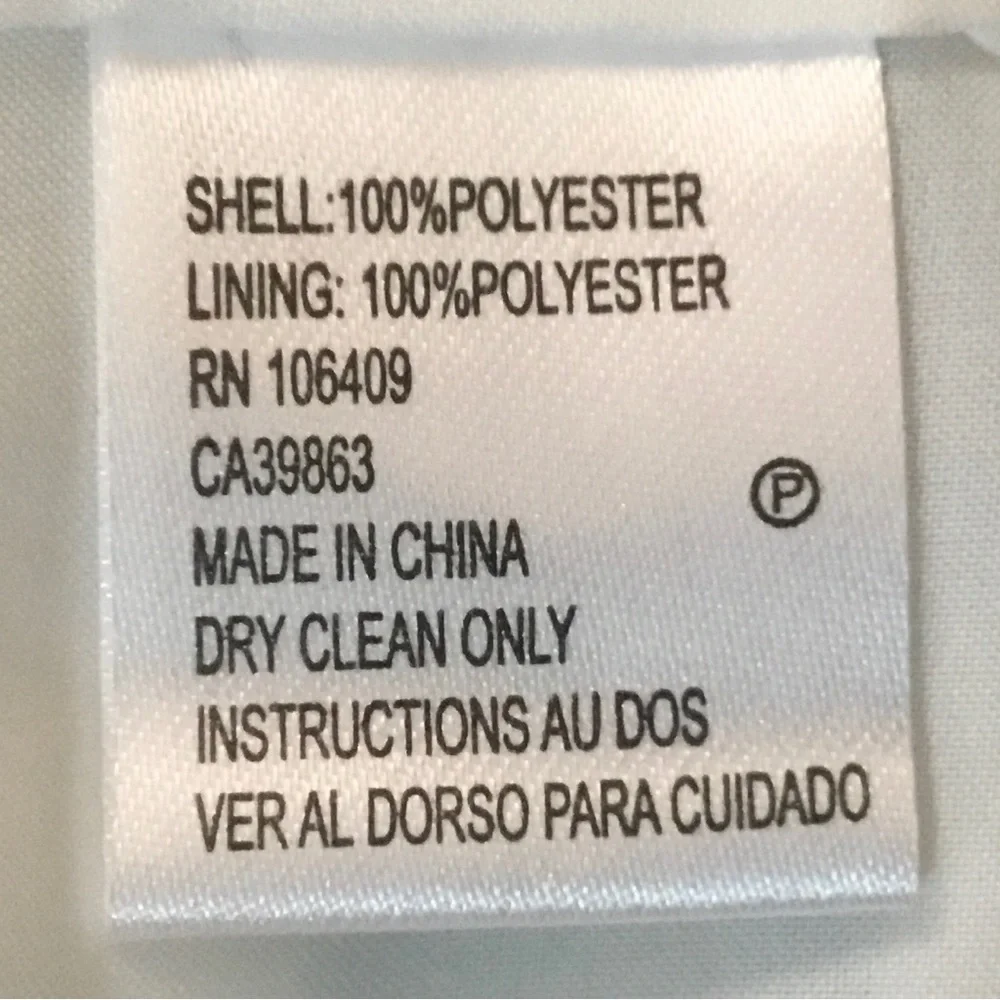 SHELL:100%POLYESTER
LINING: 100%POLYESTER
RN 106409
CA39863
Ⓟ
MADE IN CHINA
DRY CLEAN ONLY
INSTRUCTIONS AU DOS
VER AL DORSO PARA CUIDADO